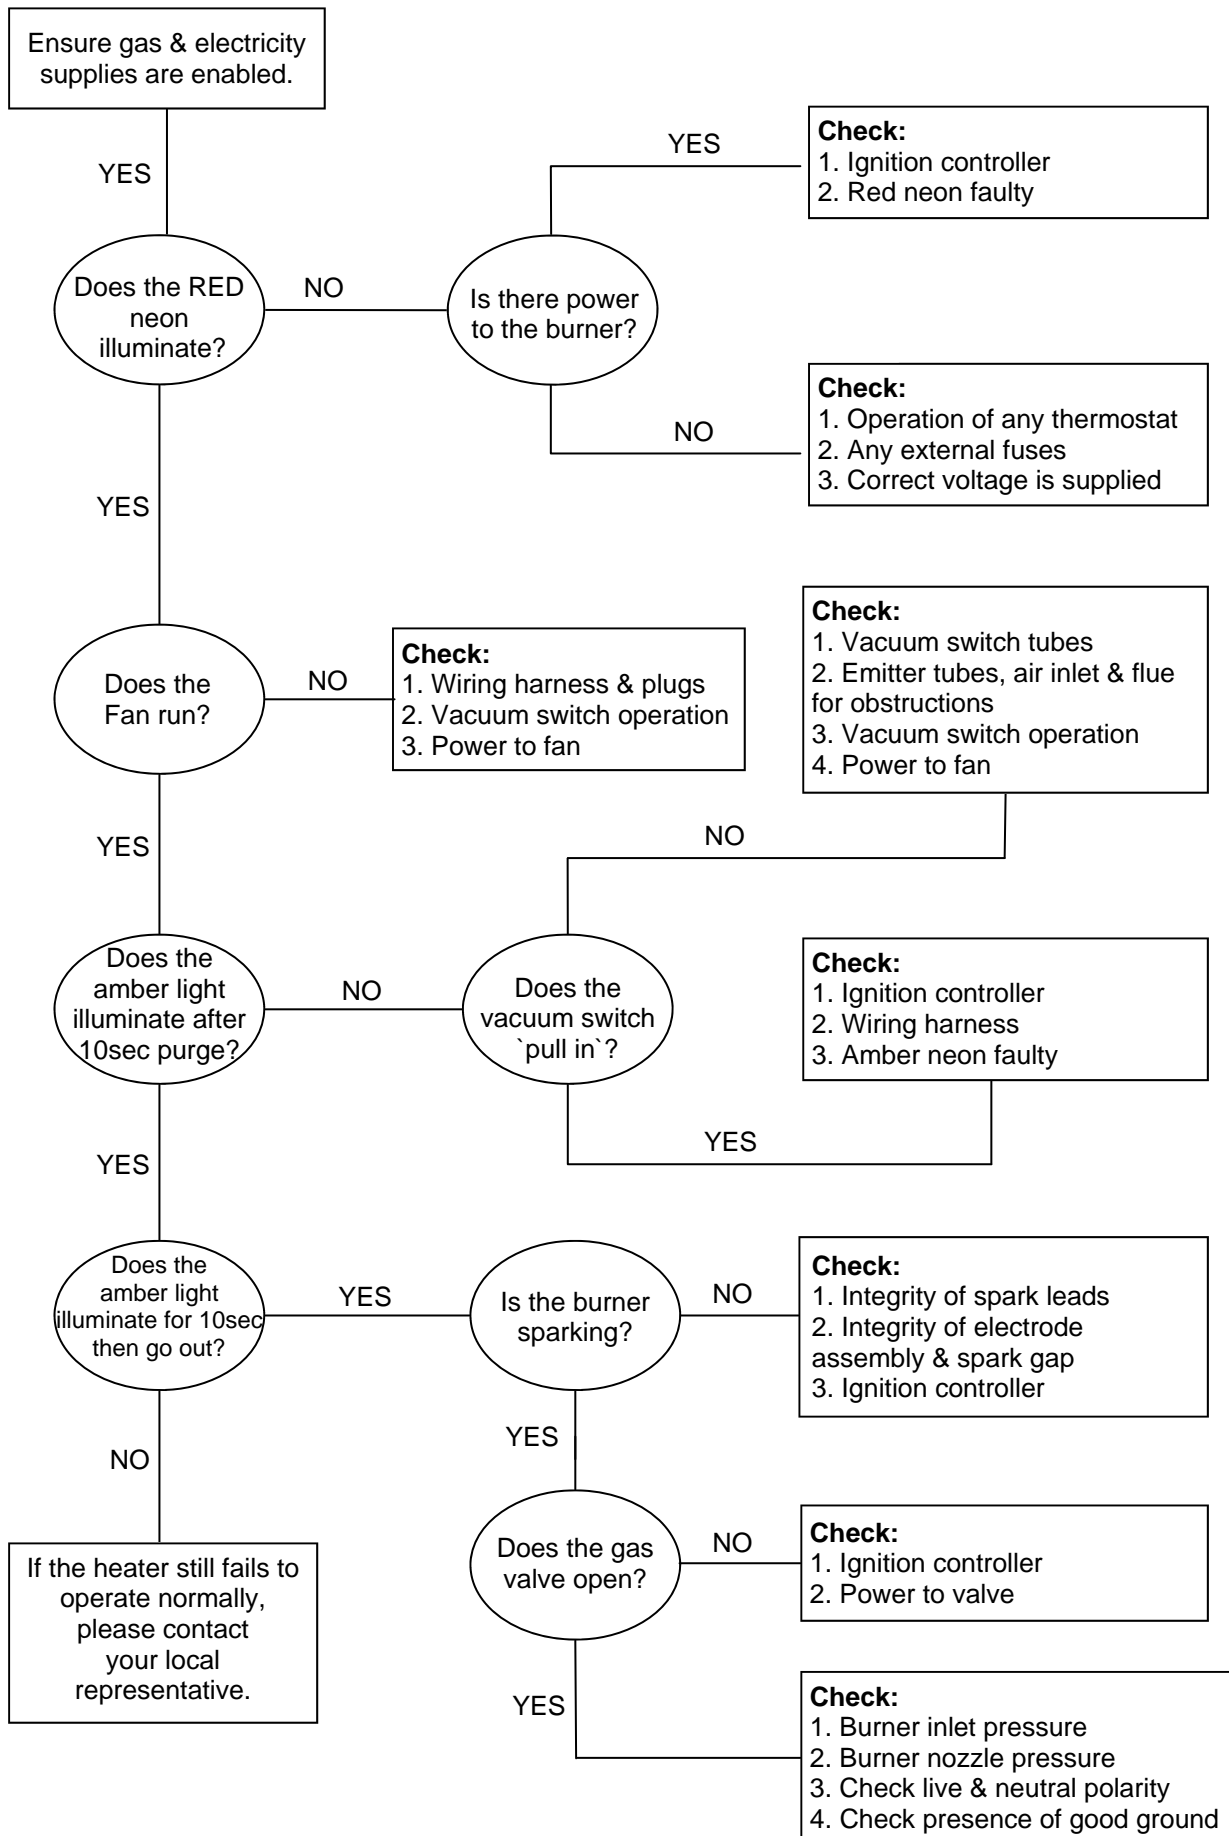 Ensure gas & electricity
supplies are enabled.
YES
YES
Check:
1. Ignition controller
2. Red neon faulty
Does the RED
neon
illuminate?
NO
Is there power
to the burner?
NO
Check:
1. Operation of any thermostat
2. Any external fuses
3. Correct voltage is supplied
YES
Does the
Fan run?
NO
Check:
1. Wiring harness & plugs
2. Vacuum switch operation
3. Power to fan
Check:
1. Vacuum switch tubes
2. Emitter tubes, air inlet & flue
for obstructions
3. Vacuum switch operation
4. Power to fan
YES
NO
Does the
amber light
illuminate after
10sec purge?
NO
Does the
vacuum switch
`pull in`?
Check:
1. Ignition controller
2. Wiring harness
3. Amber neon faulty
YES
YES
Does the
amber light
illuminate for 10sec
then go out?
YES
Is the burner
sparking?
NO
Check:
1. Integrity of spark leads
2. Integrity of electrode
assembly & spark gap
3. Ignition controller
NO
YES
If the heater still fails to
operate normally,
please contact
your local
representative.
Does the gas
valve open?
NO
Check:
1. Ignition controller
2. Power to valve
YES
Check:
1. Burner inlet pressure
2. Burner nozzle pressure
3. Check live & neutral polarity
4. Check presence of good ground